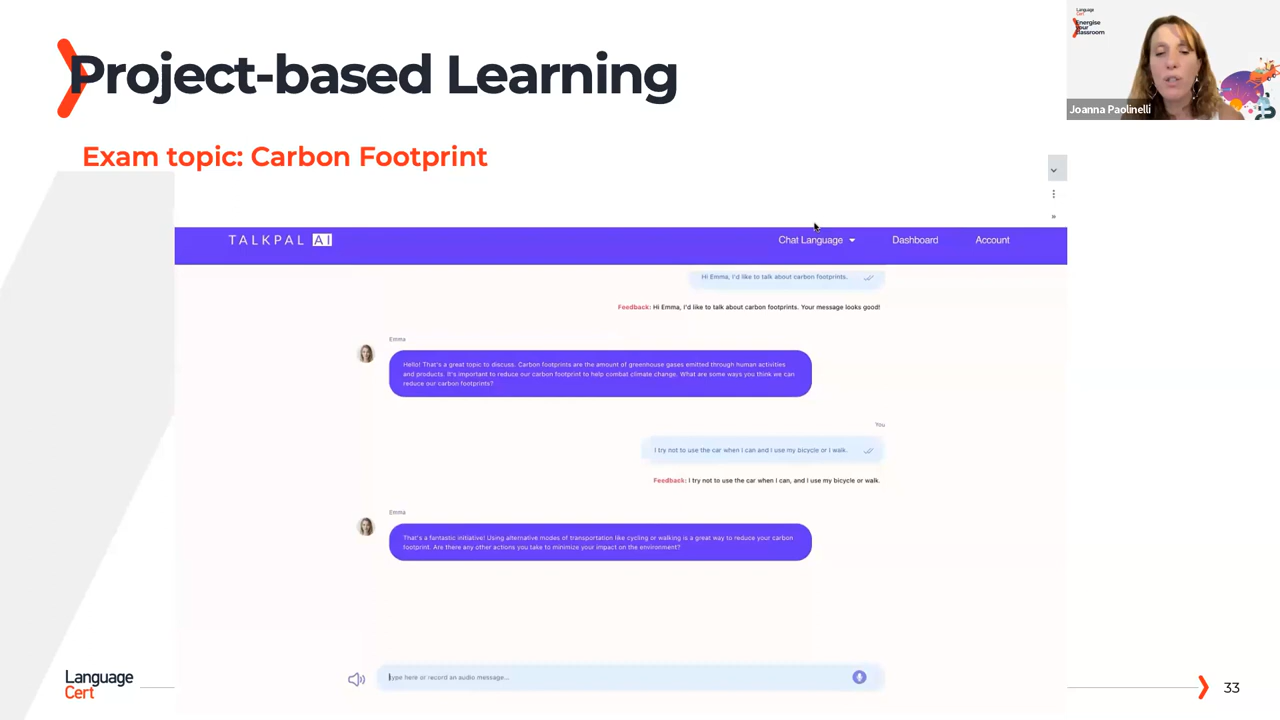 Project-based Learning
Language
Cert
Energise
your
classroom
Joanna Paolinelli
Exam topic: Carbon Footprint
TALKPAL AI
Chat Language
Dashboard
Account
Hi Emma, I'd like to talk about carbon footprints.
Feedback: Hi Emma, I'd like to talk about carbon footprints. Your message looks good!
Emma
Hello! That's a great topic to discuss. Carbon footprints are the amount of greenhouse gases emitted through human activities
and products. It's important to reduce our carbon footprint to help combat climate change. What are some ways you think we can
reduce our carbon footprints?
You
I try not to use the car when I can and I use my bicycle or I walk.
Feedback: I try not to use the car when I can, and I use my bicycle or walk.
Emma
That's a fantastic initiative! Using alternative modes of transportation like cycling or walking is a great way to reduce your carbon
footprint. Are there any other actions you take to minimize your impact on the environment?
Type here or record an audio message...
Language
Cert
33